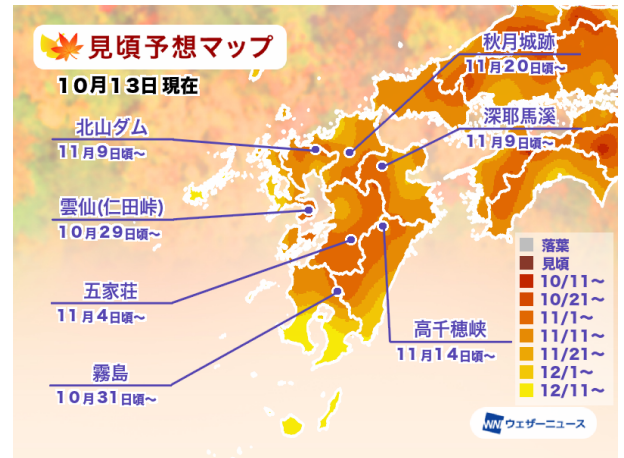 見頃予想マップ
10月13日 現在
秋月城跡
11月20日頃〜
北山ダム
11月9日頃〜
深耶馬溪
11月9日頃〜
雲仙(仁田峠)
10月29日頃〜
五家荘
11月4日頃〜
高千穂峡
11月14日頃〜
霧島
10月31日頃〜
落葉
見頃
10/11〜
10/21〜
11/1〜
11/11〜
11/21〜
12/1〜
12/11〜
WNI ウェザーニュース